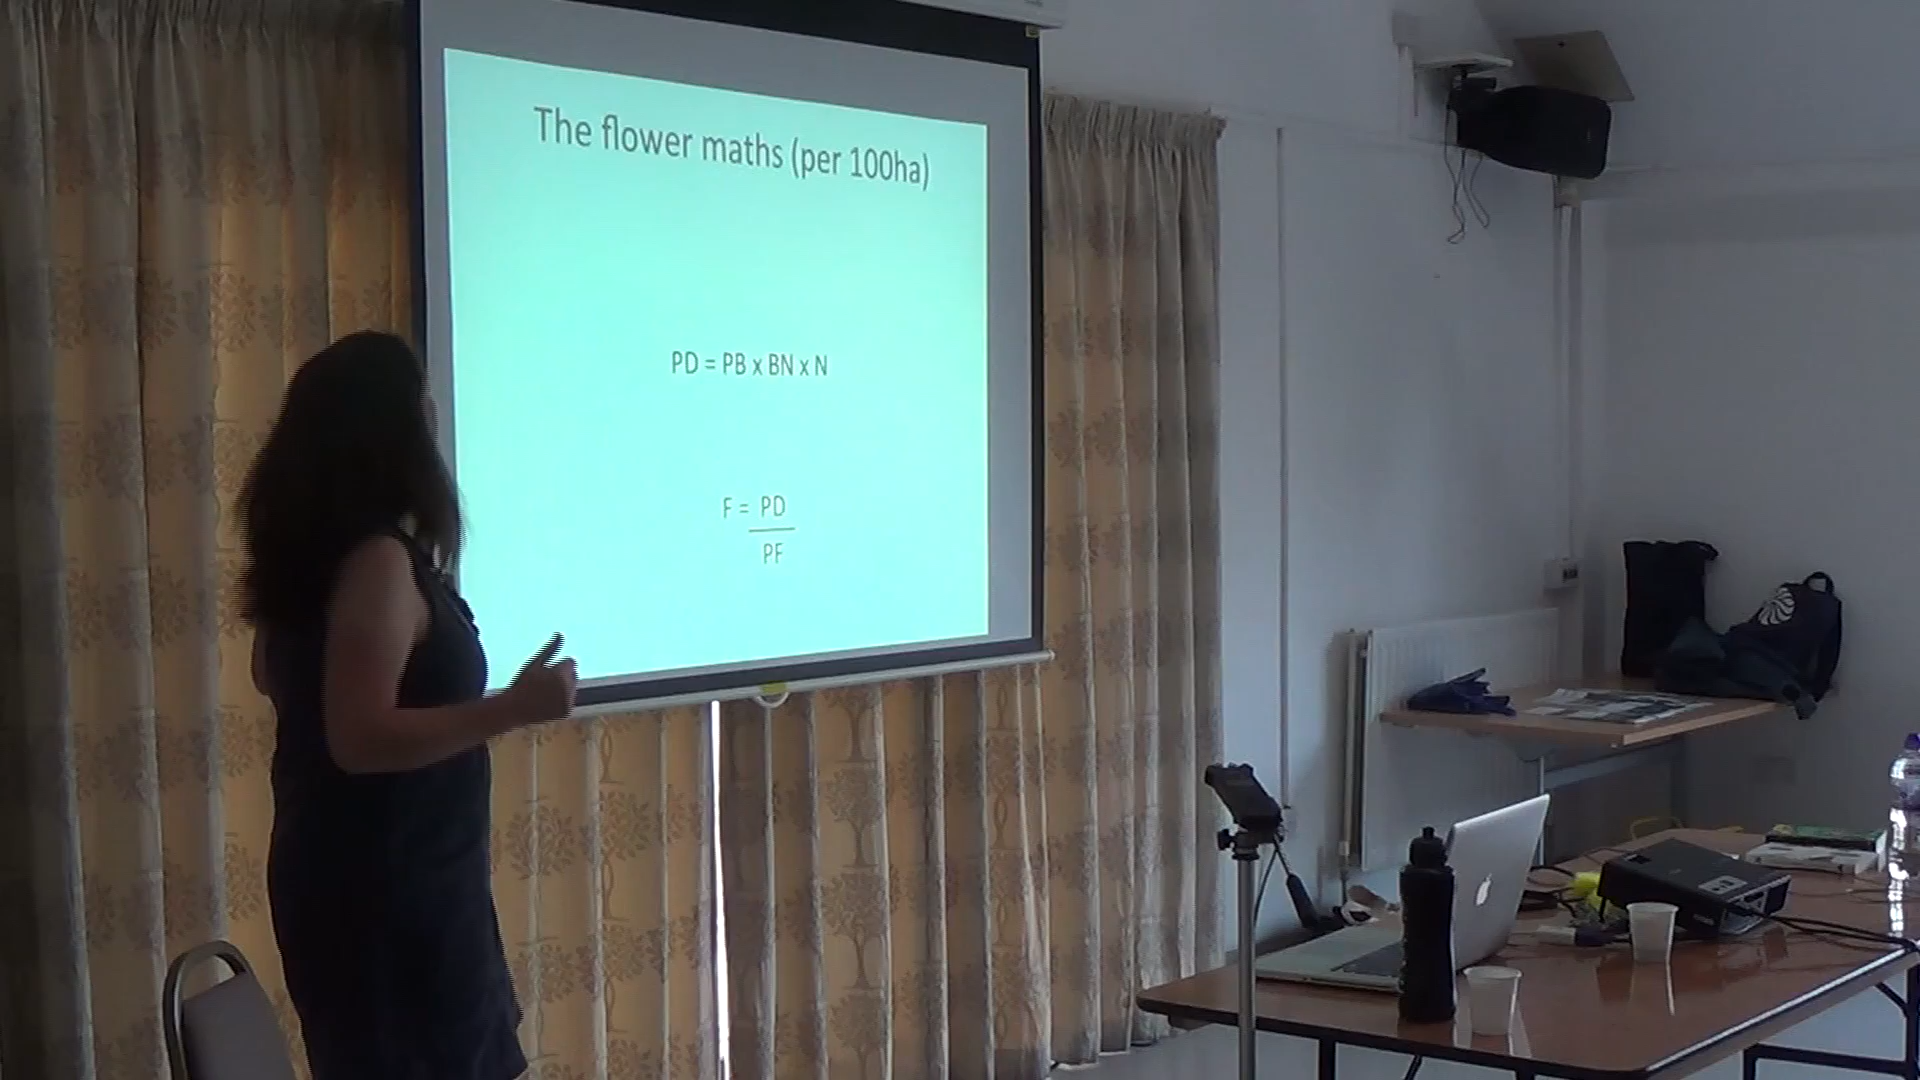 The flower maths (per 100ha)
PD = PB x BN x N
F = PD
PF